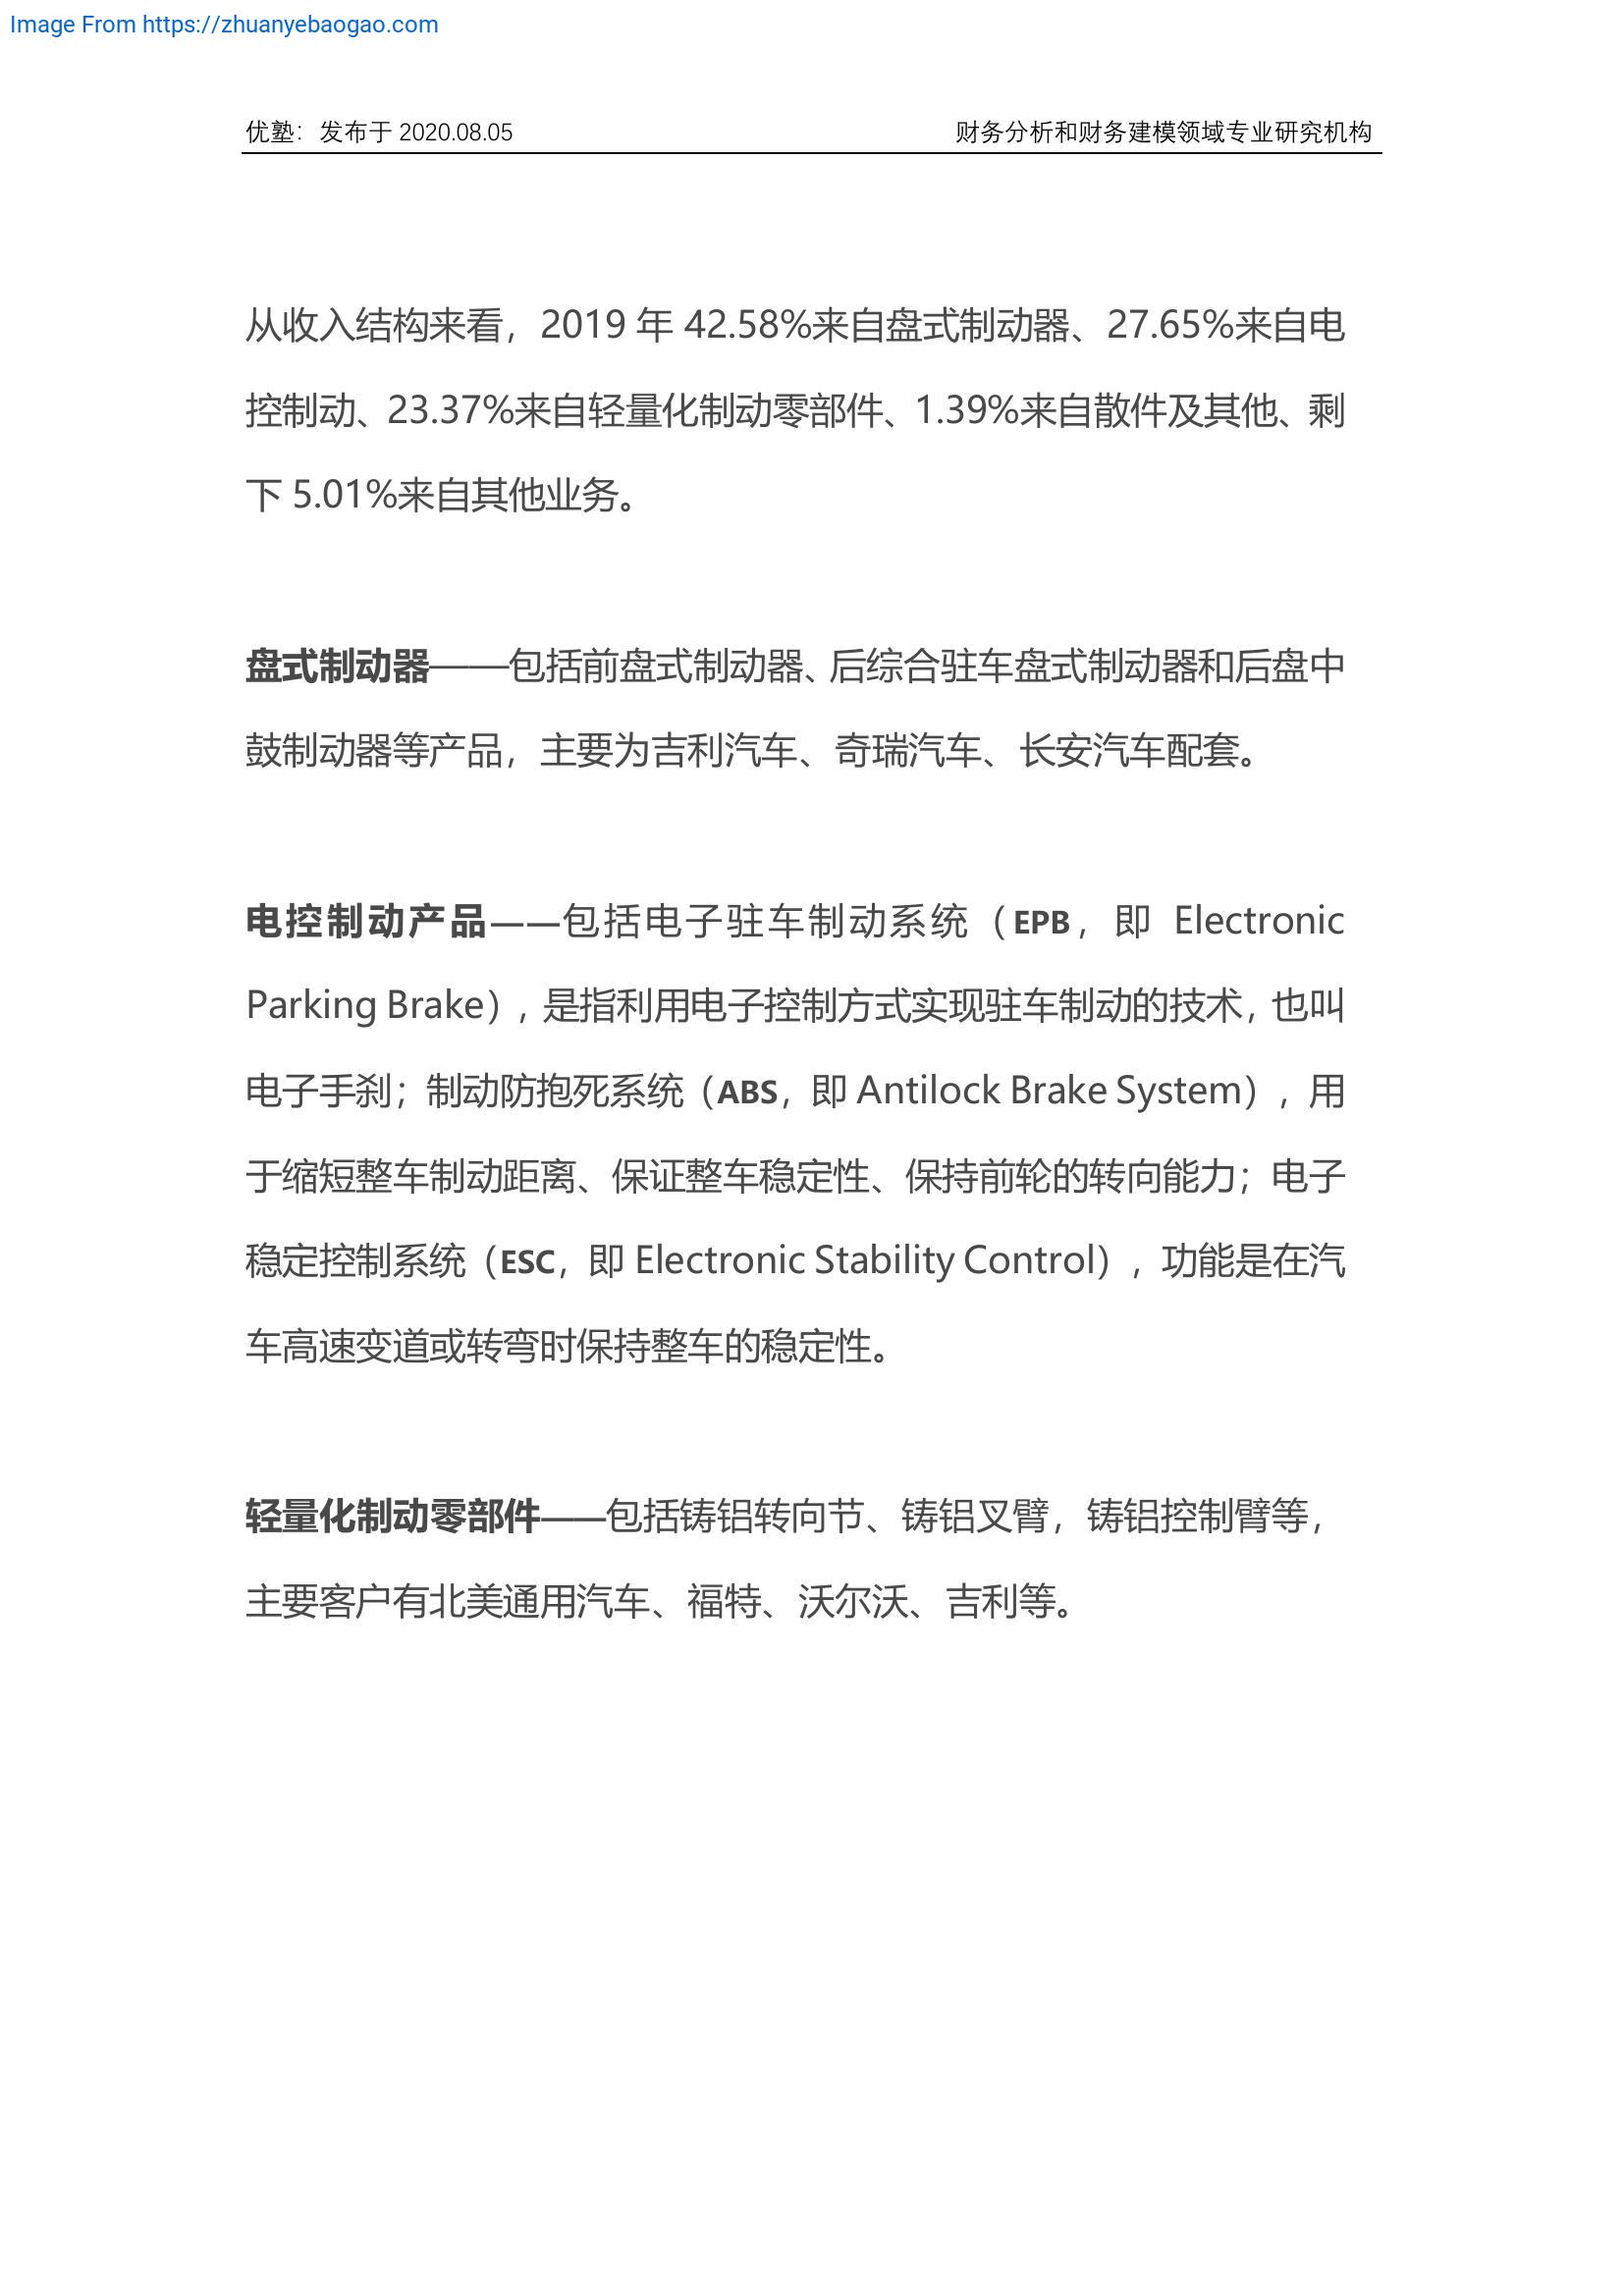 Image From https://zhuanyebaogao.com
优塾：发布于 2020.08.05 财务分析和财务建模领域专业研究机构
从收入结构来看，2019 年 42.58%来自盘式制动器、27.65%来自电
控制动、23.37%来自轻量化制动零部件、1.39%来自散件及其他、剩
下 5.01%来自其他业务。
盘式制动器——包括前盘式制动器、后综合驻车盘式制动器和后盘中
鼓制动器等产品，主要为吉利汽车、奇瑞汽车、长安汽车配套。
电控制动产品——包括电子驻车制动系统（EPB，即 Electronic
Parking Brake），是指利用电子控制方式实现驻车制动的技术，也叫
电子手刹；制动防抱死系统（ABS，即 Antilock Brake System），用
于缩短整车制动距离、保证整车稳定性、保持前轮的转向能力；电子
稳定控制系统（ESC，即 Electronic Stability Control），功能是在汽
车高速变道或转弯时保持整车的稳定性。
轻量化制动零部件——包括铸铝转向节、铸铝叉臂，铸铝控制臂等，
主要客户有北美通用汽车、福特、沃尔沃、吉利等。